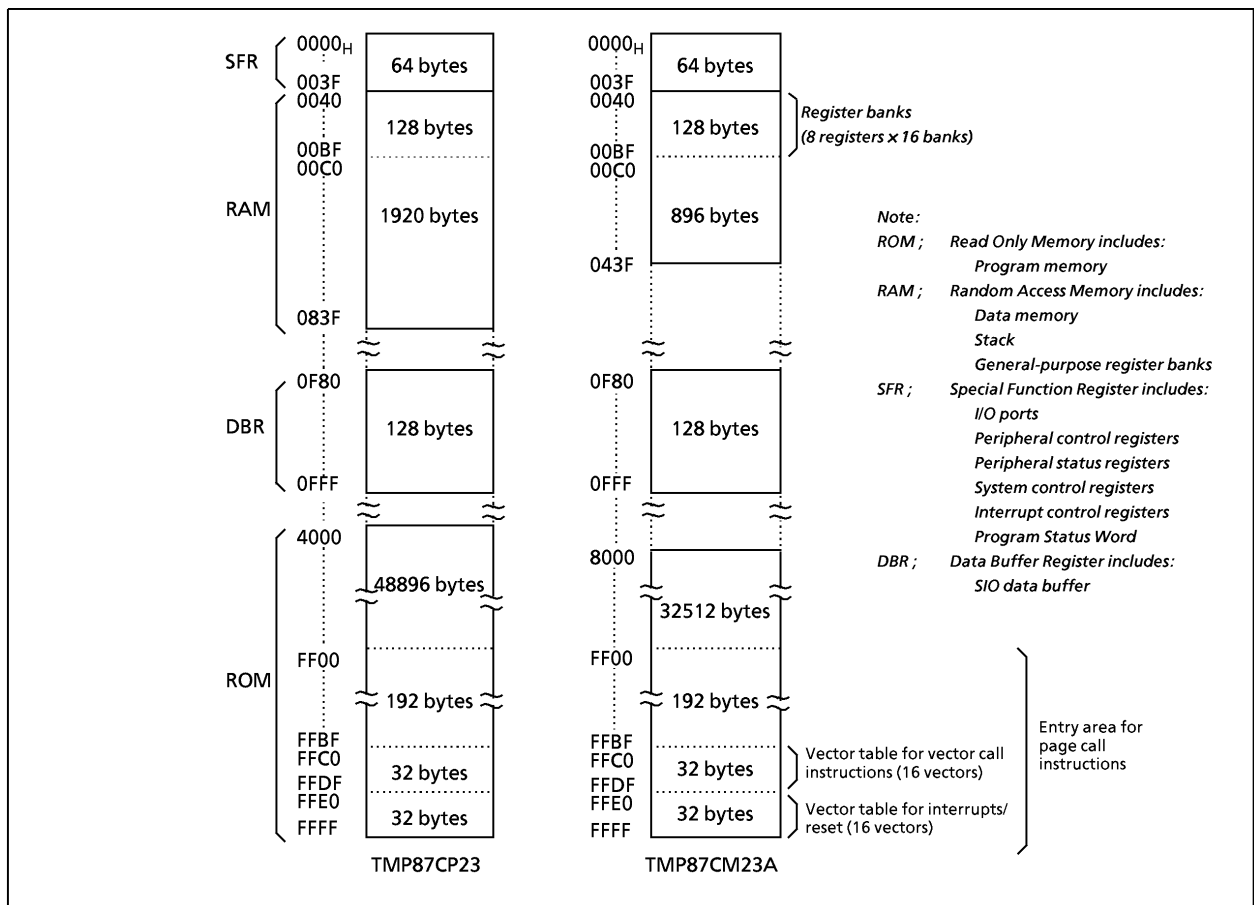 SFR
RAM
DBR
ROM
0000H
003F
0040
00BF
00C0
083F
0F80
0FFF
4000
FF00
FFBF
FFC0
FFDF
FFE0
FFFF
64 bytes
128 bytes
1920 bytes
128 bytes
48896 bytes
192 bytes
32 bytes
32 bytes
TMP87CP23
0000H
003F
0040
00BF
00C0
043F
0F80
0FFF
8000
FF00
FFBF
FFC0
FFDF
FFE0
FFFF
64 bytes
128 bytes
896 bytes
128 bytes
32512 bytes
192 bytes
32 bytes
32 bytes
TMP87CM23A
Register banks
(8 registers × 16 banks)
Note:
ROM ; Read Only Memory includes:
Program memory
RAM ; Random Access Memory includes:
Data memory
Stack
General-purpose register banks
SFR ; Special Function Register includes:
I/O ports
Peripheral control registers
Peripheral status registers
System control registers
Interrupt control registers
Program Status Word
DBR ; Data Buffer Register includes:
SIO data buffer
Vector table for vector call
instructions (16 vectors)
Vector table for interrupts/
reset (16 vectors)
Entry area for
page call
instructions